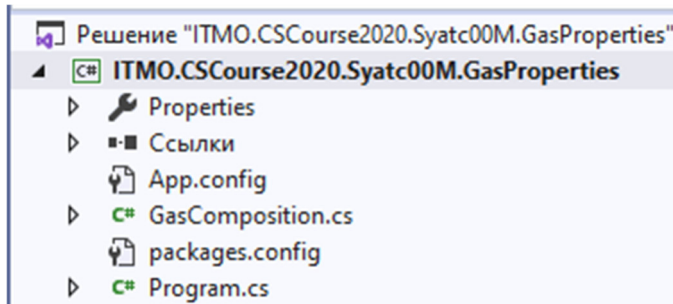 Решение "ITMO.CSCourse2020.Syatc00M.GasProperties"
C# ITMO.CSCourse2020.Syatc00M.GasProperties
Properties
Ссылки
App.config
C# GasComposition.cs
packages.config
C# Program.cs